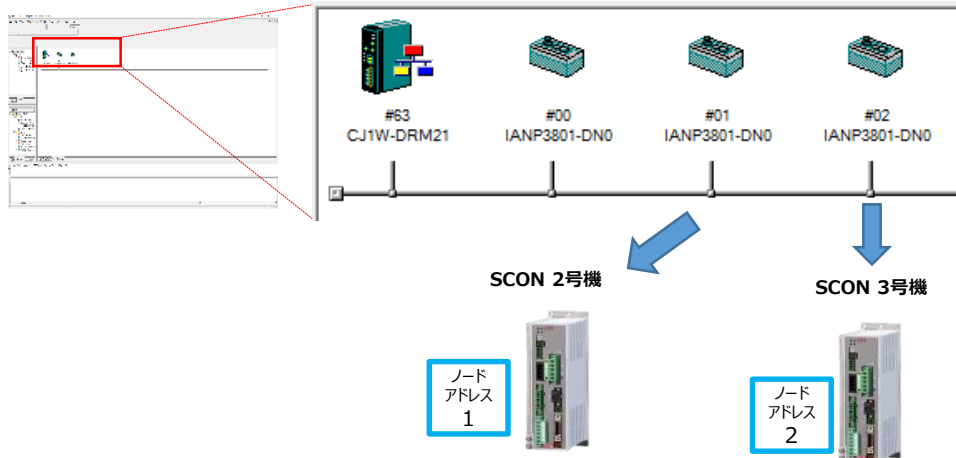 #63
CJ1W-DRM21
#00
IANP3801-DN0
#01
IANP3801-DN0
#02
IANP3801-DN0
SCON 2号機
SCON 3号機
ノード
アドレス
1
ノード
アドレス
2